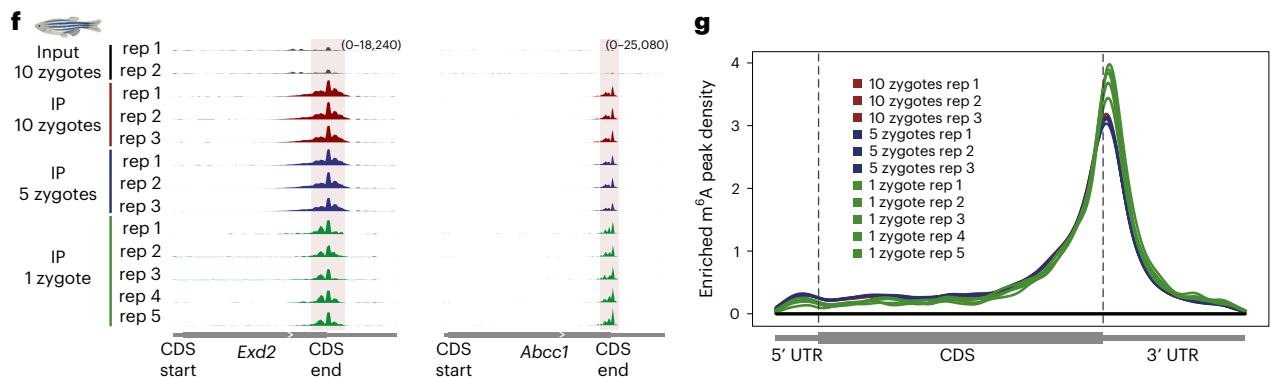 f
Input
10 zygotes
rep 1
rep 2
IP
10 zygotes
rep 1
rep 2
rep 3
IP
5 zygotes
rep 1
rep 2
rep 3
IP
1 zygote
rep 1
rep 2
rep 3
rep 4
rep 5
(0–18,240)
(0–25,080)
CDS
start
Exd2
CDS
end
CDS
start
Abcc1
CDS
end
g
Enriched m⁶A peak density
4
3
2
1
0
10 zygotes rep 1
10 zygotes rep 2
10 zygotes rep 3
5 zygotes rep 1
5 zygotes rep 2
5 zygotes rep 3
1 zygote rep 1
1 zygote rep 2
1 zygote rep 3
1 zygote rep 4
1 zygote rep 5
5′ UTR
CDS
3′ UTR